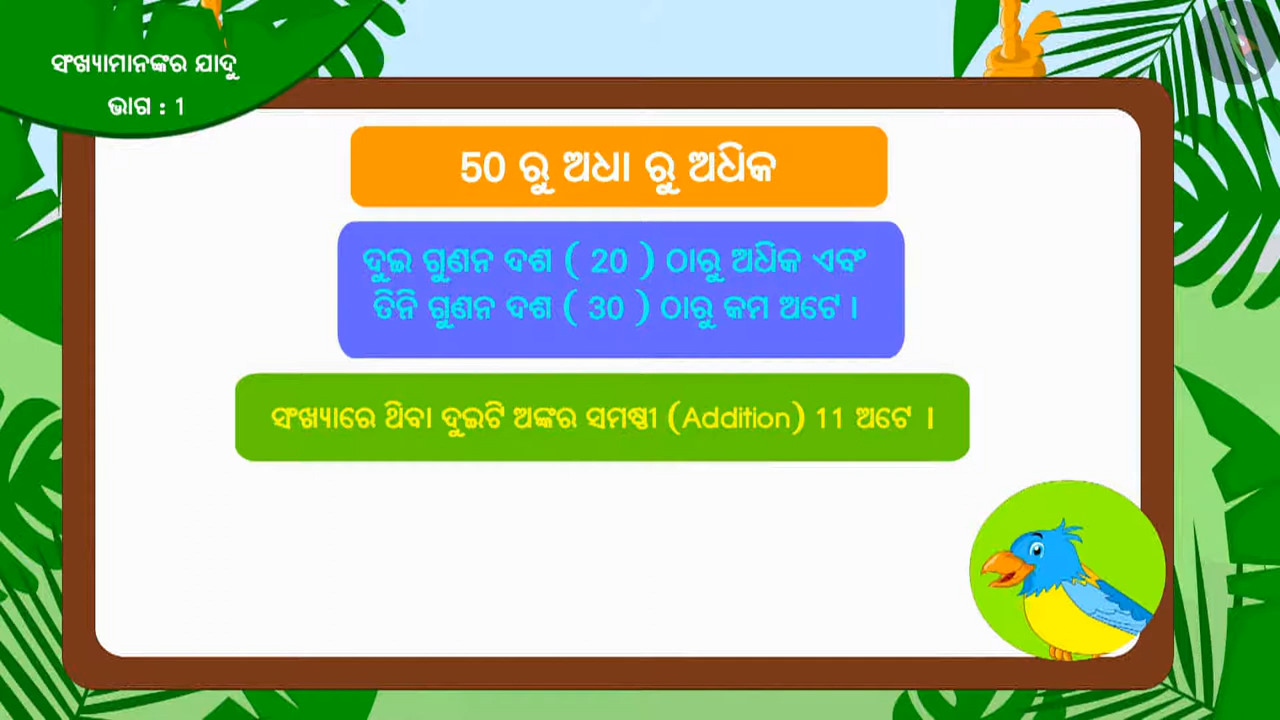 ସଂଖ୍ୟାମାନଙ୍କର ଯାଦୁ
ଭାଗ : 1
50 ରୁ ଅଧା ରୁ ଅଧିକ
ଦୁଇ ଗୁଣନ ଦଶ ( 20 ) ଠାରୁ ଅଧିକ ଏବଂ
ତିନି ଗୁଣନ ଦଶ ( 30 ) ଠାରୁ କମ ଅଟେ ।
ସଂଖ୍ୟାରେ ଥିବା ଦୁଇଟି ଅଙ୍କର ସମଷ୍ଟୀ (Addition) 11 ଅଟେ ।